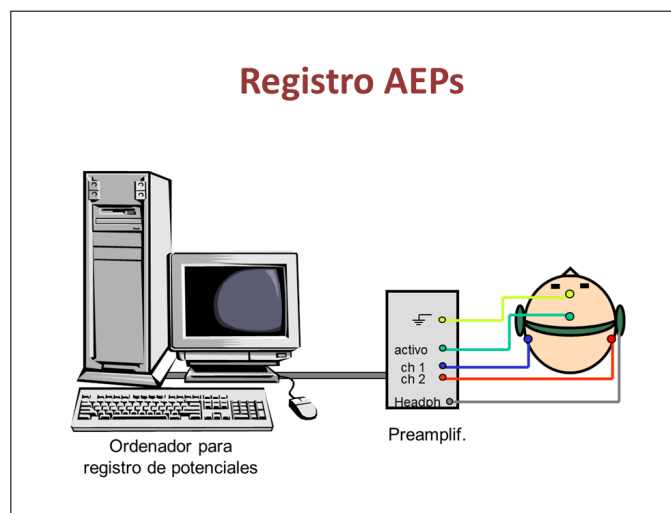 Registro AEPs
activo
ch 1
ch 2
Headph
Ordenador para
registro de potenciales
Preamplif.